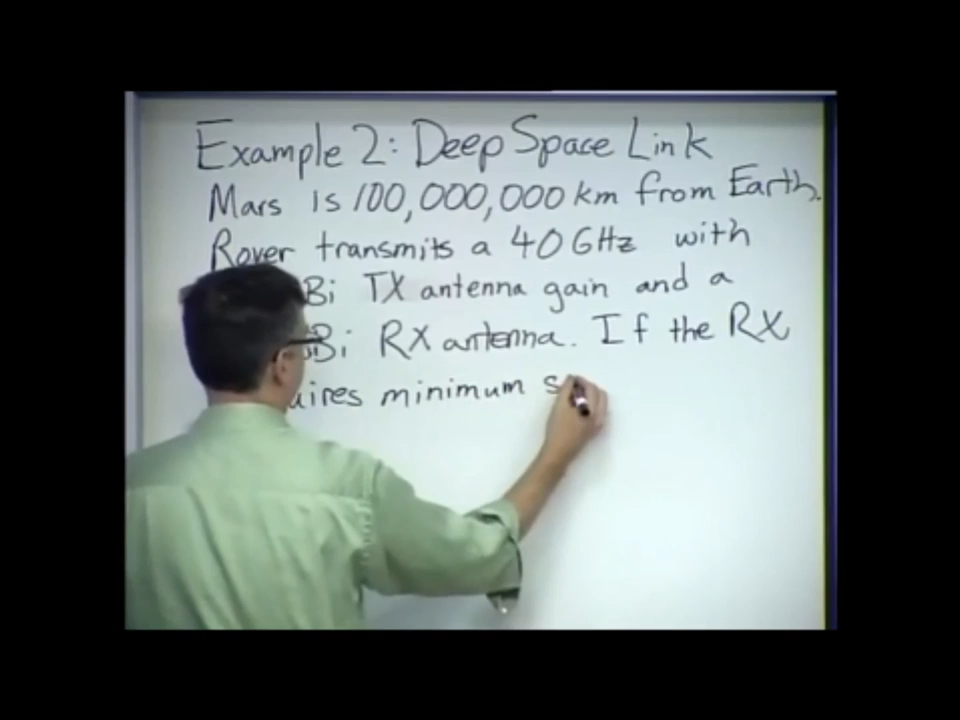 Example 2: Deep Space Link
Mars is 100,000,000 km from Earth.
Rover transmits a 40 GHz with
Bi TX antenna gain and a
Bi RX antenna. If the RX
uires minimum s